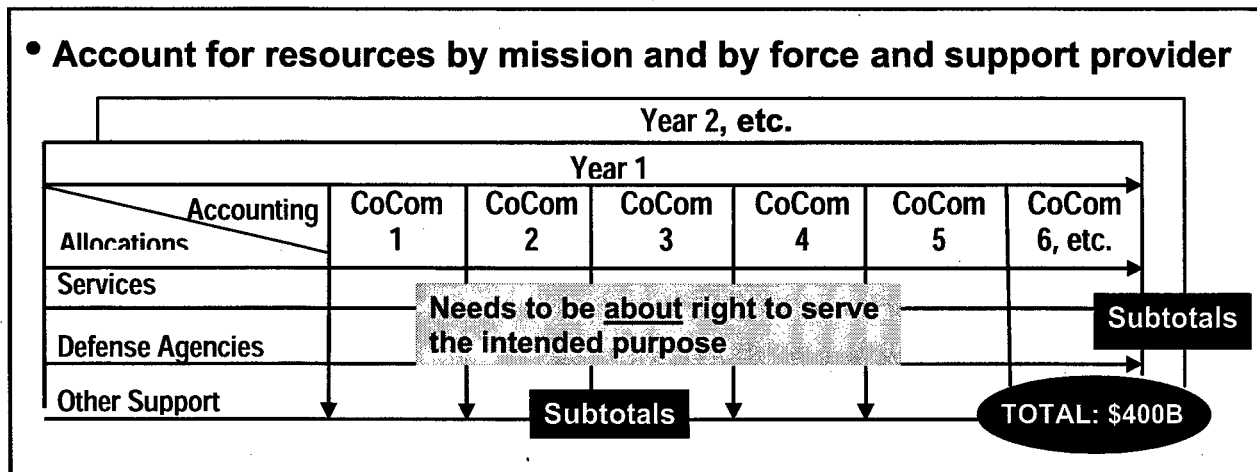 • Account for resources by mission and by force and support provider
Year 2, etc.
Year 1
Accounting
Allocations
CoCom 1
CoCom 2
CoCom 3
CoCom 4
CoCom 5
CoCom 6, etc.
Services
Needs to be about right to serve
the intended purpose
Subtotals
Defense Agencies
Other Support
Subtotals
TOTAL: $400B